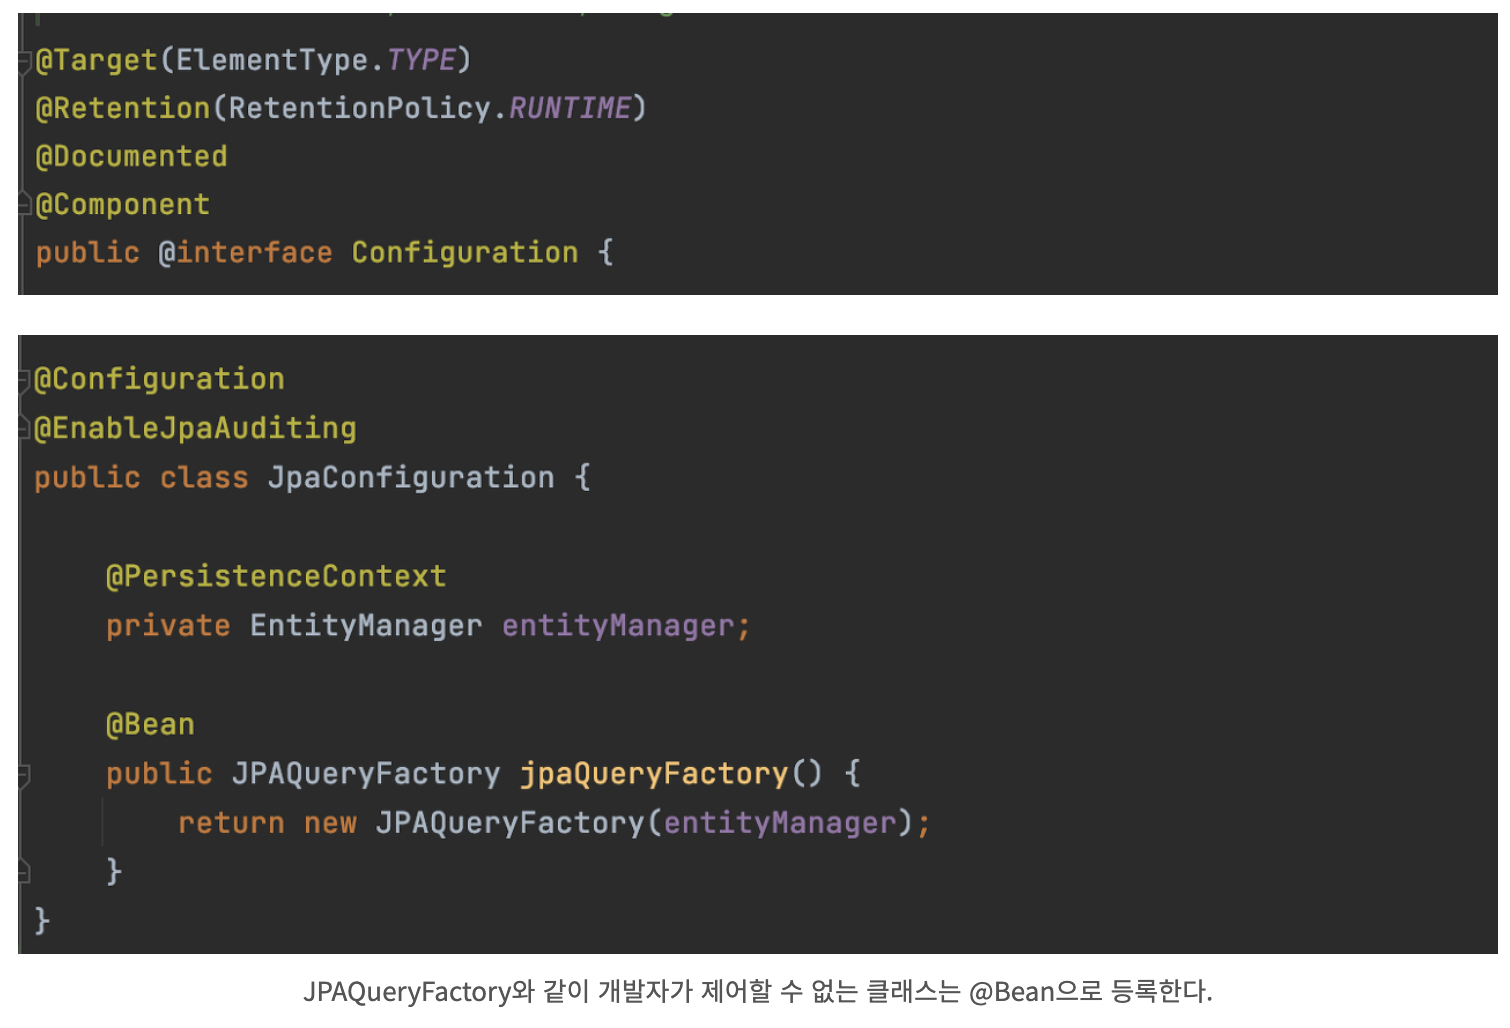 @Target(ElementType.TYPE)
@Retention(RetentionPolicy.RUNTIME)
@Documented
@Component
public @interface Configuration {
@Configuration
@EnableJpaAuditing
public class JpaConfiguration {
@PersistenceContext
private EntityManager entityManager;
@Bean
public JPAQueryFactory jpaQueryFactory() {
return new JPAQueryFactory(entityManager);
}
}
JPAQueryFactory와 같이 개발자가 제어할 수 없는 클래스는 @Bean으로 등록한다.